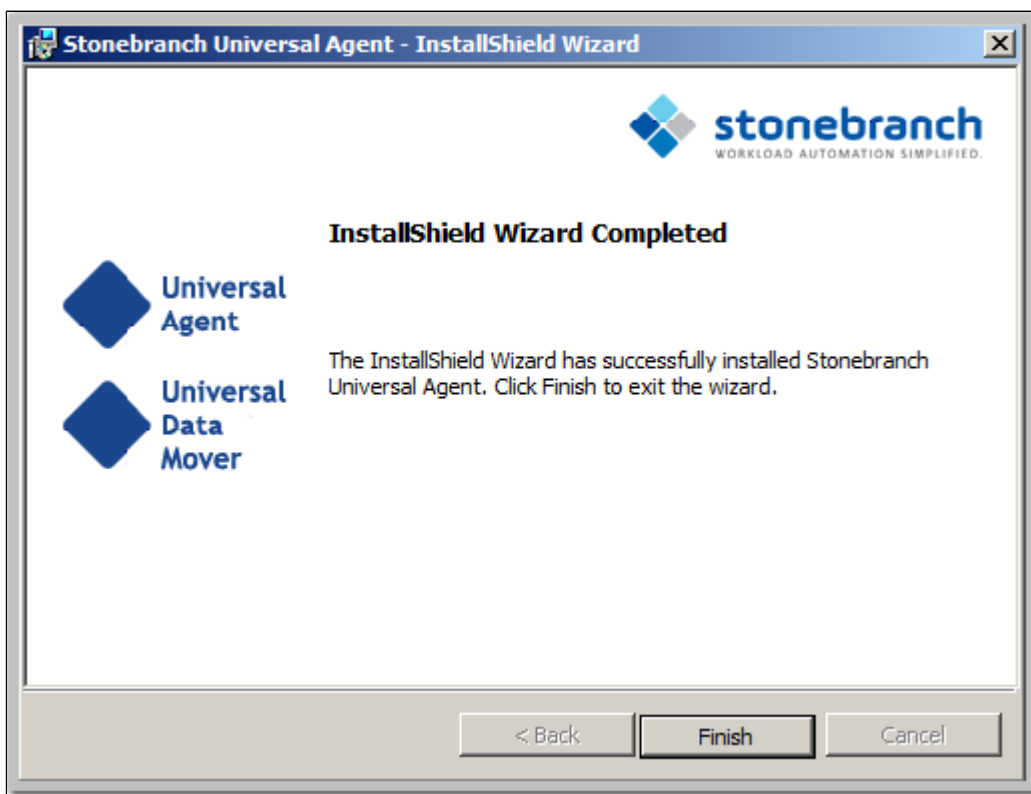 Stonebranch Universal Agent - InstallShield Wizard
stonebranch
WORKLOAD AUTOMATION SIMPLIFIED.
InstallShield Wizard Completed
Universal
Agent
The InstallShield Wizard has successfully installed Stonebranch
Universal Agent. Click Finish to exit the wizard.
Universal
Data
Mover
< Back
Finish
Cancel